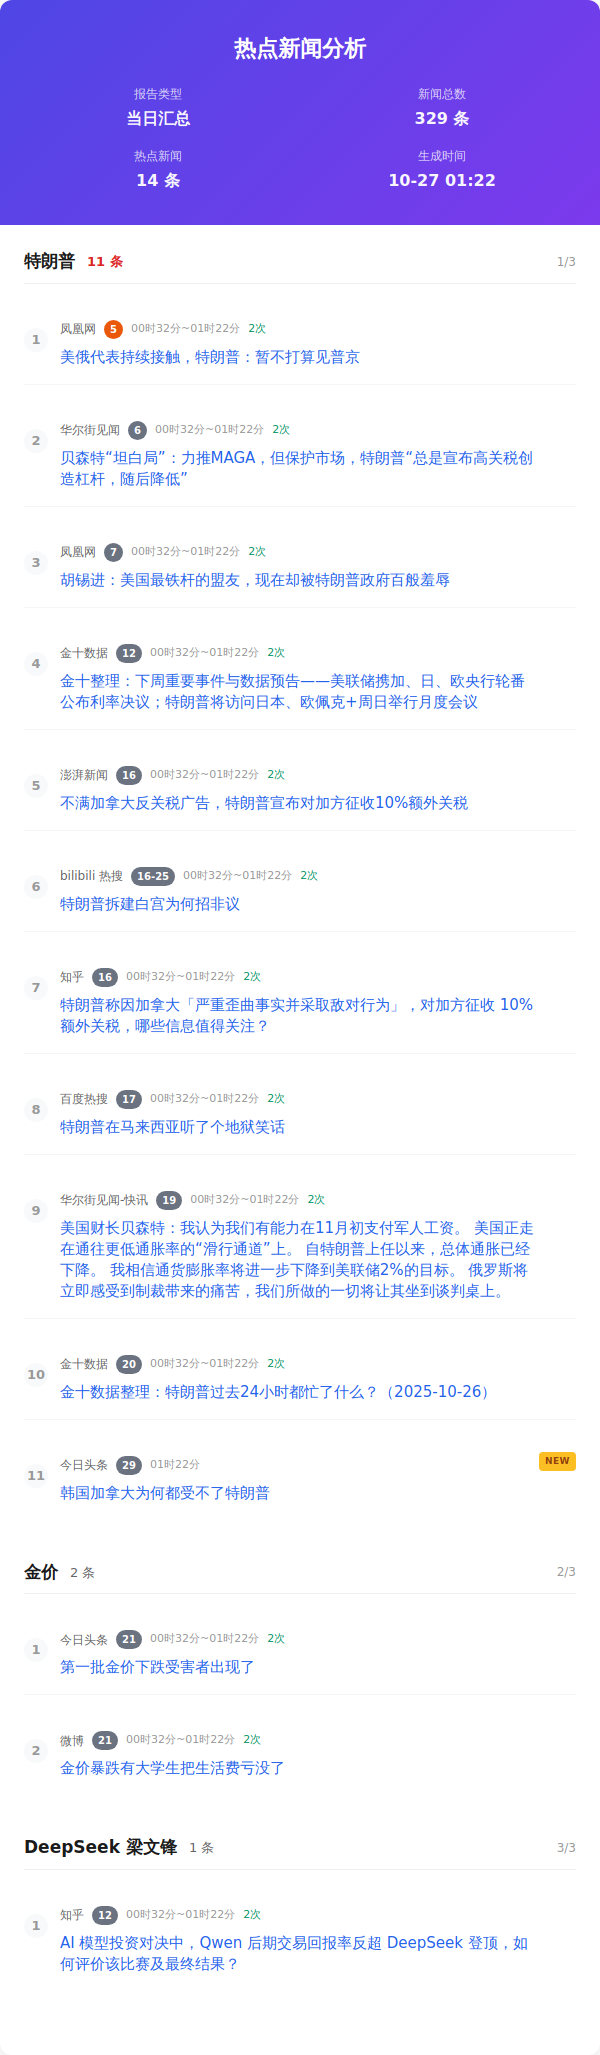 热点新闻分析
报告类型
新闻总数
当日汇总
329 条
热点新闻
生成时间
14 条
10-27 01:22
特朗普 11 条 1/3
1
凤凰网 5 00时32分~01时22分 2次
美俄代表持续接触，特朗普：暂不打算见普京
2
华尔街见闻 6 00时32分~01时22分 2次
贝森特“坦白局”：力推MAGA，但保护市场，特朗普“总是宣布高关税创
造杠杆，随后降低”
3
凤凰网 7 00时32分~01时22分 2次
胡锡进：美国最铁杆的盟友，现在却被特朗普政府百般羞辱
4
金十数据 12 00时32分~01时22分 2次
金十整理：下周重要事件与数据预告——美联储携加、日、欧央行轮番
公布利率决议；特朗普将访问日本、欧佩克+周日举行月度会议
5
澎湃新闻 16 00时32分~01时22分 2次
不满加拿大反关税广告，特朗普宣布对加方征收10%额外关税
6
bilibili 热搜 16-25 00时32分~01时22分 2次
特朗普拆建白宫为何招非议
7
知乎 16 00时32分~01时22分 2次
特朗普称因加拿大「严重歪曲事实并采取敌对行为」，对加方征收 10%
额外关税，哪些信息值得关注？
8
百度热搜 17 00时32分~01时22分 2次
特朗普在马来西亚听了个地狱笑话
9
华尔街见闻-快讯 19 00时32分~01时22分 2次
美国财长贝森特：我认为我们有能力在11月初支付军人工资。 美国正走
在通往更低通胀率的“滑行通道”上。 自特朗普上任以来，总体通胀已经
下降。 我相信通货膨胀率将进一步下降到美联储2%的目标。 俄罗斯将
立即感受到制裁带来的痛苦，我们所做的一切将让其坐到谈判桌上。
10
金十数据 20 00时32分~01时22分 2次
金十数据整理：特朗普过去24小时都忙了什么？（2025-10-26）
11
今日头条 29 01时22分 NEW
韩国加拿大为何都受不了特朗普
金价 2 条 2/3
1
今日头条 21 00时32分~01时22分 2次
第一批金价下跌受害者出现了
2
微博 21 00时32分~01时22分 2次
金价暴跌有大学生把生活费亏没了
DeepSeek 梁文锋 1 条 3/3
1
知乎 12 00时32分~01时22分 2次
AI 模型投资对决中，Qwen 后期交易回报率反超 DeepSeek 登顶，如
何评价该比赛及最终结果？